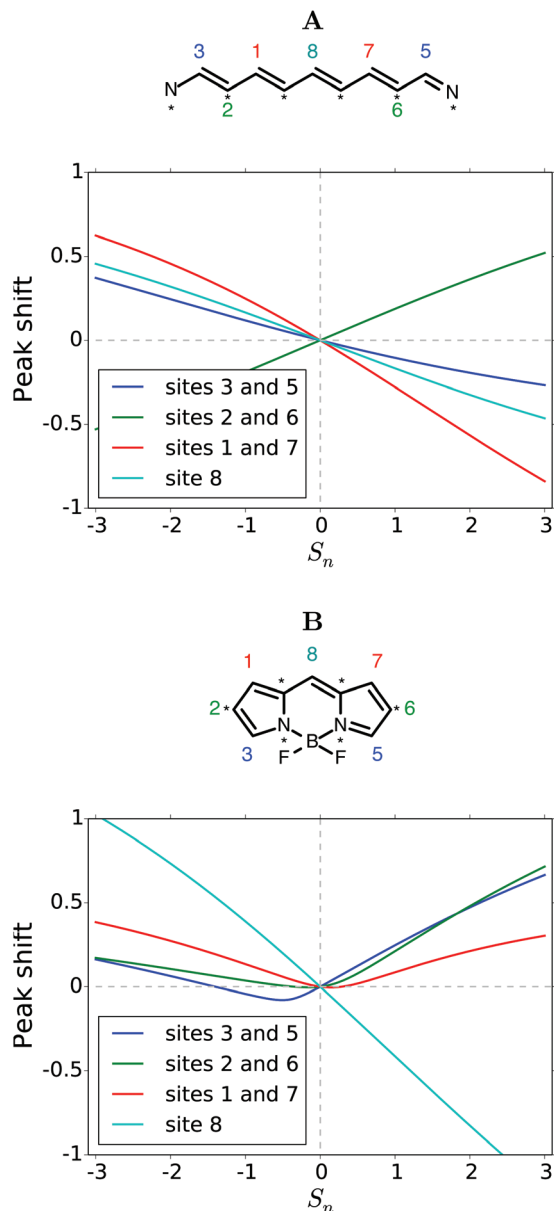 A
3 1 8 7 5
N * 2 * * 6 N *
1
0.5
0
-0.5
-1
Peak shift
sites 3 and 5
sites 2 and 6
sites 1 and 7
site 8
-3 -2 -1 0 1 2 3
Sn
B
8
1 7
* *
2* *6
N N
* *
3 B 5
F F
1
0.5
0
-0.5
-1
Peak shift
sites 3 and 5
sites 2 and 6
sites 1 and 7
site 8
-3 -2 -1 0 1 2 3
Sn